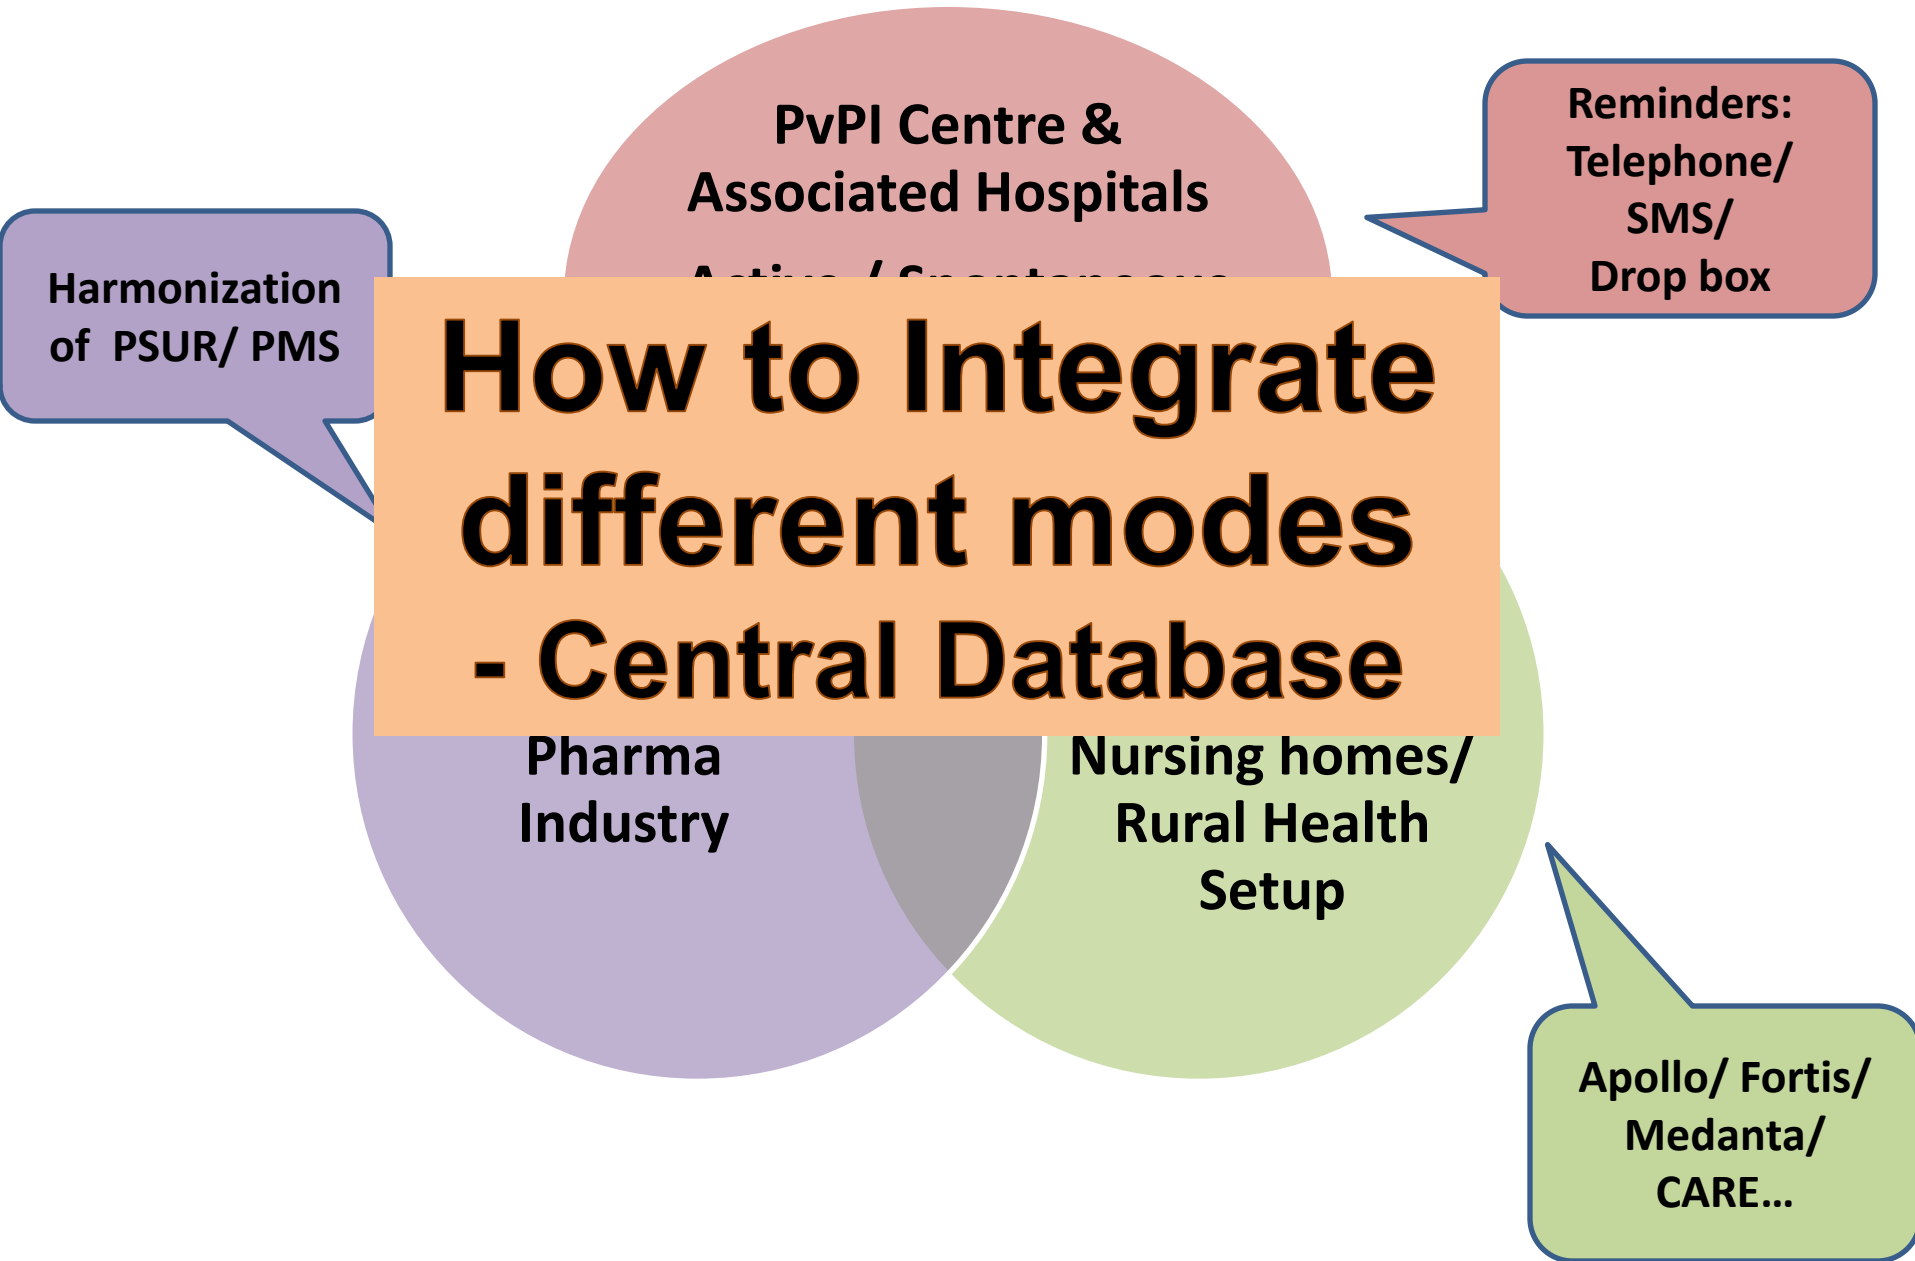 PvPI Centre &
Associated Hospitals
Reminders:
Telephone/
SMS/
Drop box
Harmonization
of PSUR/ PMS
How to Integrate
different modes
- Central Database
Pharma
Industry
Nursing homes/
Rural Health
Setup
Apollo/ Fortis/
Medanta/
CARE...